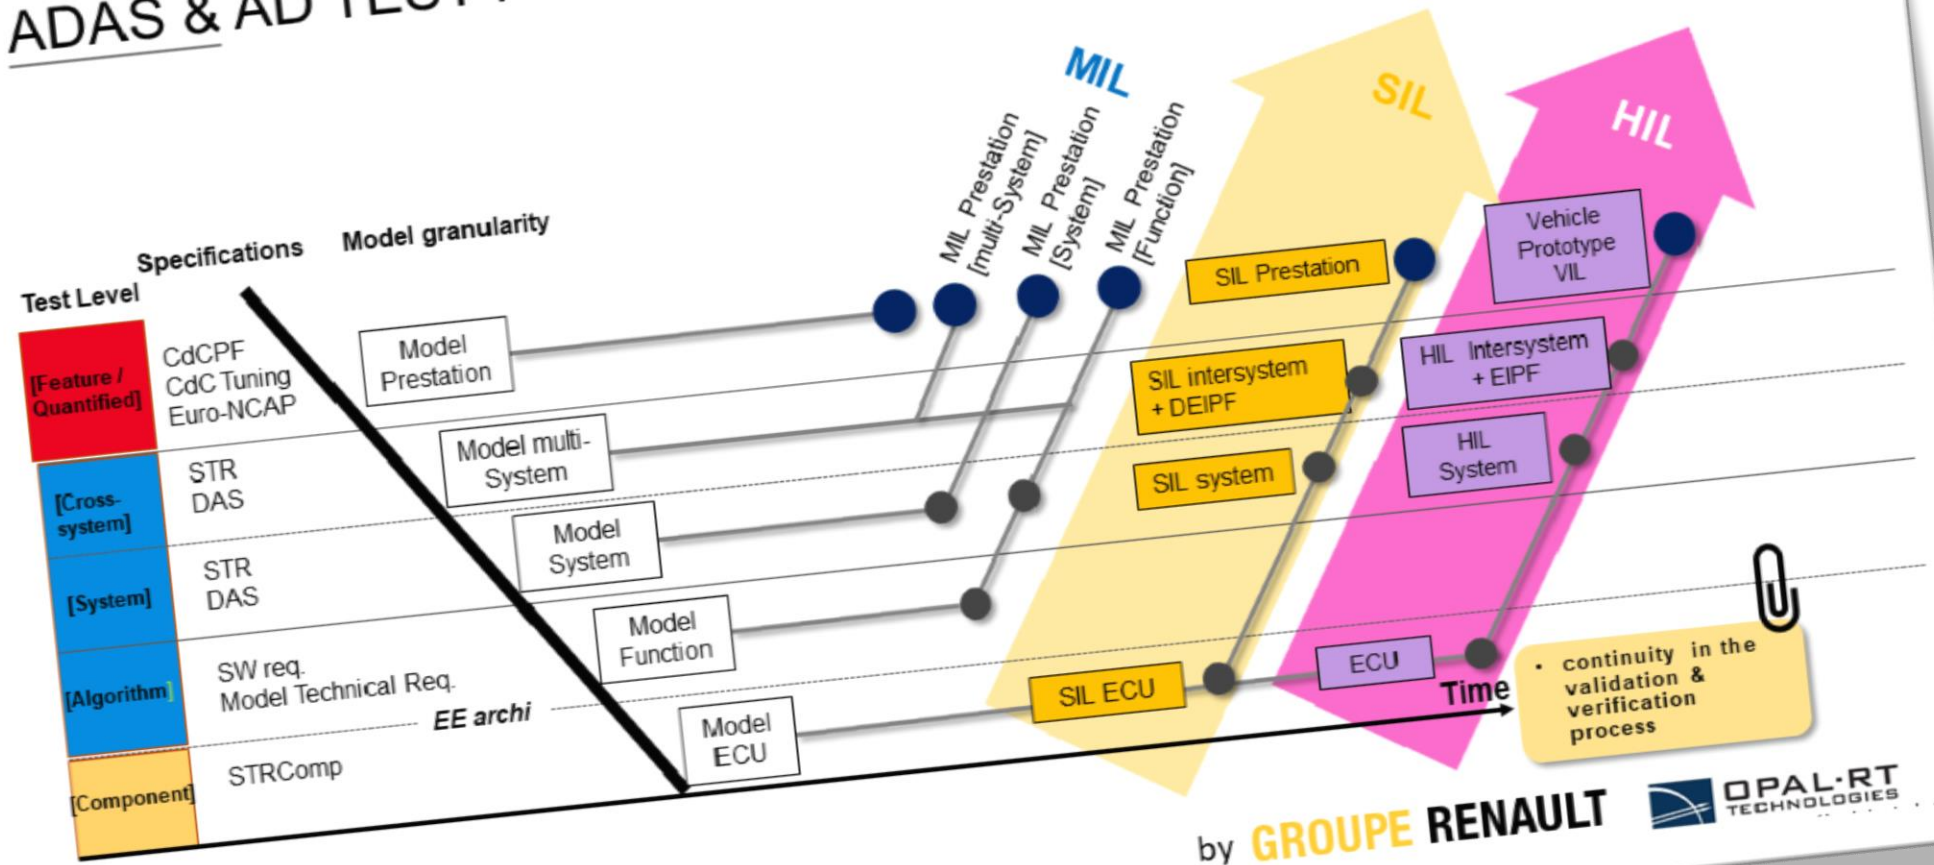 ADAS & AD TEST
MIL
SIL
HIL
MIL Prestation
[multi-System]
MIL Prestation
[System]
MIL Prestation
[Function]
Test Level
Specifications
Model granularity
[Feature /
Quantified]
CdCPF
CdC Tuning
Euro-NCAP
Model
Prestation
SIL Prestation
Vehicle
Prototype
VIL
[Cross-
system]
STR
DAS
Model multi-
System
SIL intersystem
+ DEIPF
HIL Intersystem
+ EIPF
[System]
STR
DAS
Model
System
SIL system
HIL
System
[Algorithm]
SW req.
Model Technical Req.
Model
Function
EE archi
[Component]
STRComp
Model
ECU
SIL ECU
ECU
Time
• continuity in the
validation &
verification
process
by GROUPE RENAULT
OPAL-RT
TECHNOLOGIES